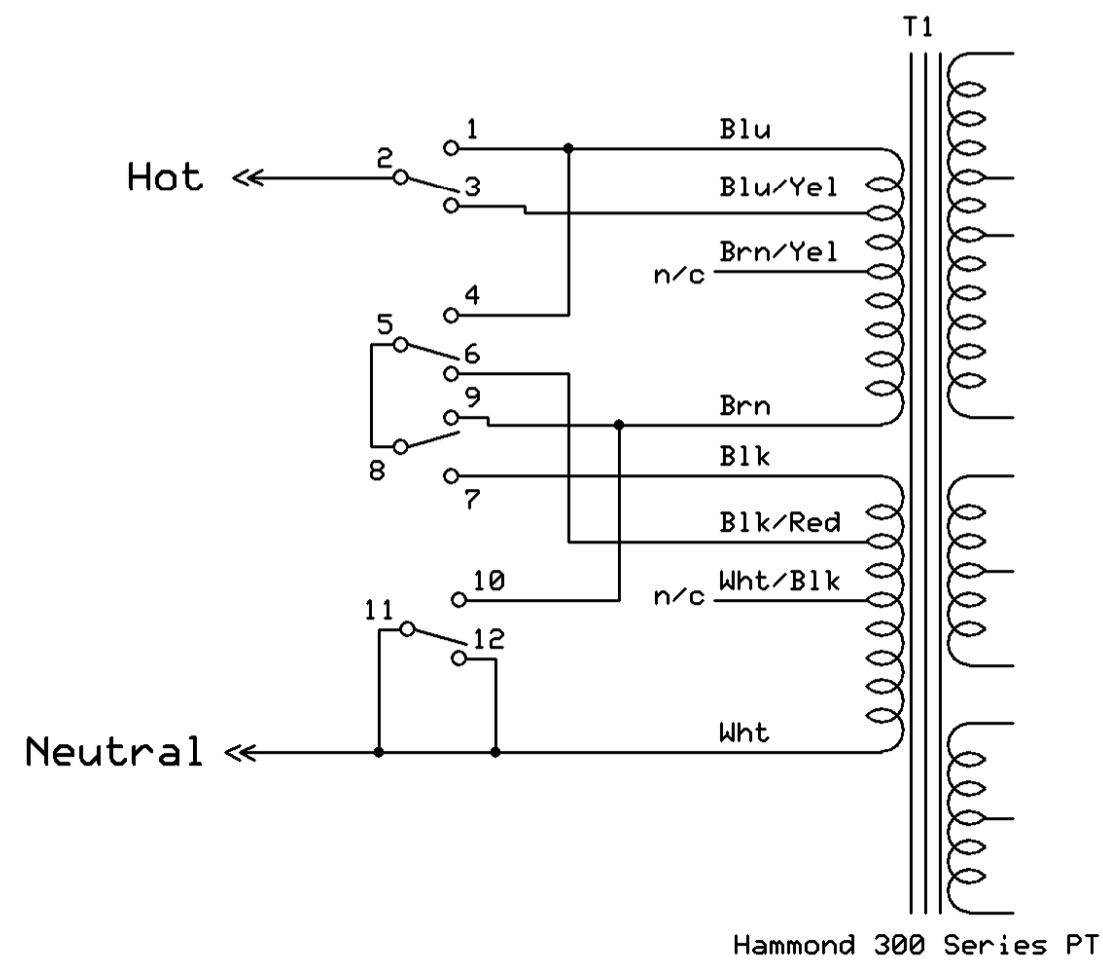 T1
1
Blu
Hot
2
3
Blu/Yel
Brn/Yel
n/c
4
5
6
9
Brn
8
Blk
7
Blk/Red
10
n/c
Wht/Blk
11
12
Wht
Neutral
Hammond 300 Series PT